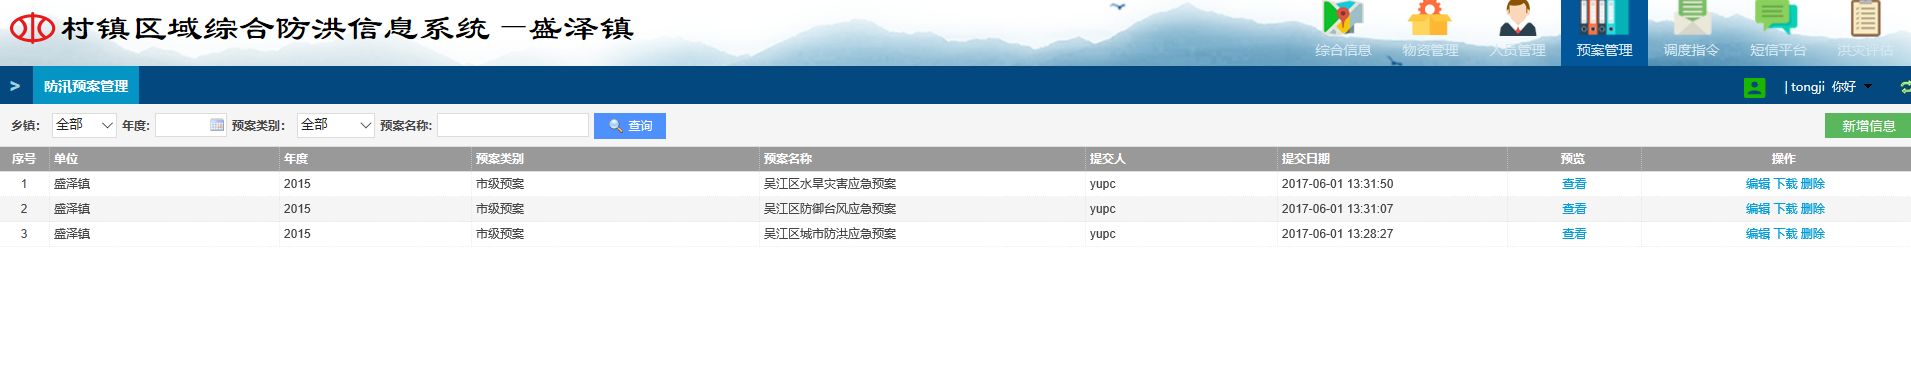 村镇区域综合防洪信息系统 —盛泽镇
综合信息 物资管理 人员管理 预案管理 调度指令 短信平台 洪灾评估
> 防汛预案管理 | tongji 你好
乡镇: 全部 年度: 预案类别: 全部 预案名称: 查询 新增信息
序号 单位 年度 预案类别 预案名称 提交人 提交日期 预览 操作
1 盛泽镇 2015 市级预案 吴江区水旱灾害应急预案 yupc 2017-06-01 13:31:50 查看 编辑 下载 删除
2 盛泽镇 2015 市级预案 吴江区防御台风应急预案 yupc 2017-06-01 13:31:07 查看 编辑 下载 删除
3 盛泽镇 2015 市级预案 吴江区城市防洪应急预案 yupc 2017-06-01 13:28:27 查看 编辑 下载 删除